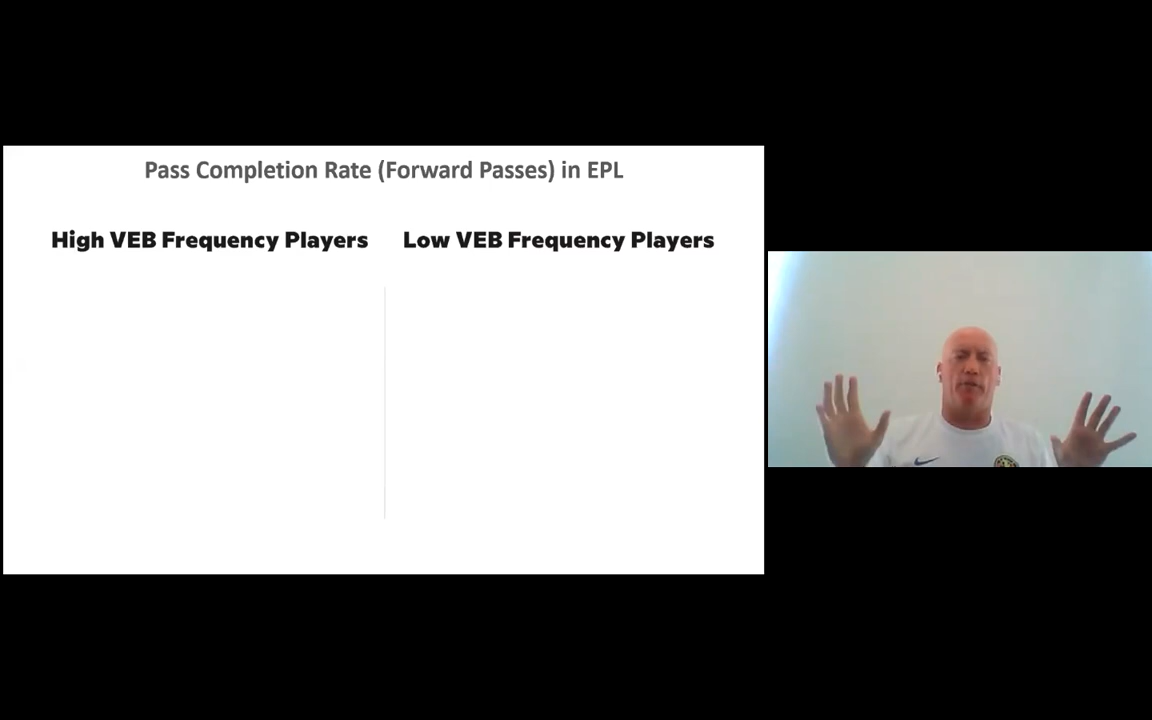 Pass Completion Rate (Forward Passes) in EPL
High VEB Frequency Players
Low VEB Frequency Players